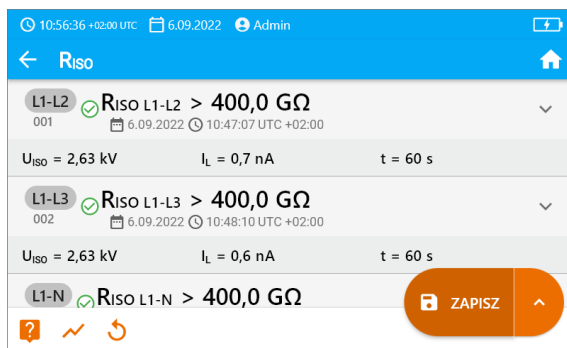 10:56:36 +02:00 UTC 6.09.2022 Admin
RISO
L1-L2 RISO L1-L2 > 400,0 GΩ
001 6.09.2022 10:47:07 UTC +02:00
UISO = 2,63 kV IL = 0,7 nA t = 60 s
L1-L3 RISO L1-L3 > 400,0 GΩ
002 6.09.2022 10:48:10 UTC +02:00
UISO = 2,63 kV IL = 0,6 nA t = 60 s
L1-N RISO L1-N > 400,0 GΩ
ZAPISZ